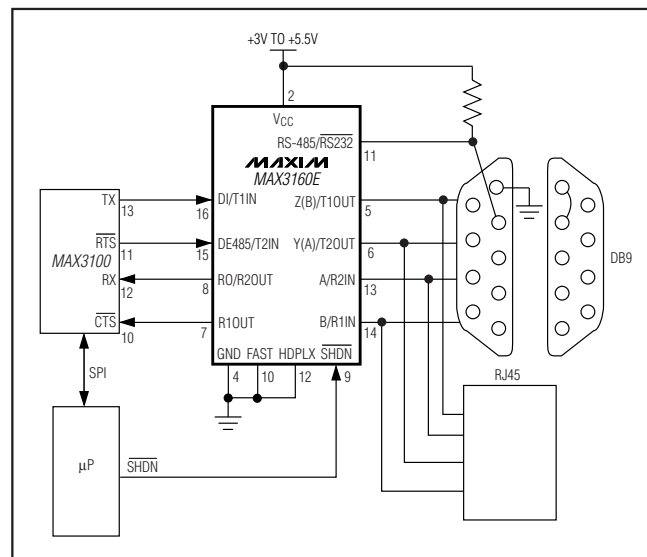 +3V TO +5.5V
2
VCC
RS-485/RS232
11
MAXIM
MAX3160E
TX
13
DI/T1IN
16
Z(B)/T1OUT
5
RTS
11
DE485/T2IN
15
Y(A)/T2OUT
6
MAX3100
DB9
RX
12
RO/R2OUT
8
A/R2IN
13
CTS
10
R1OUT
7
B/R1IN
14
GND FAST HDPLX SHDN
4 10 12 9
SPI
RJ45
µP
SHDN